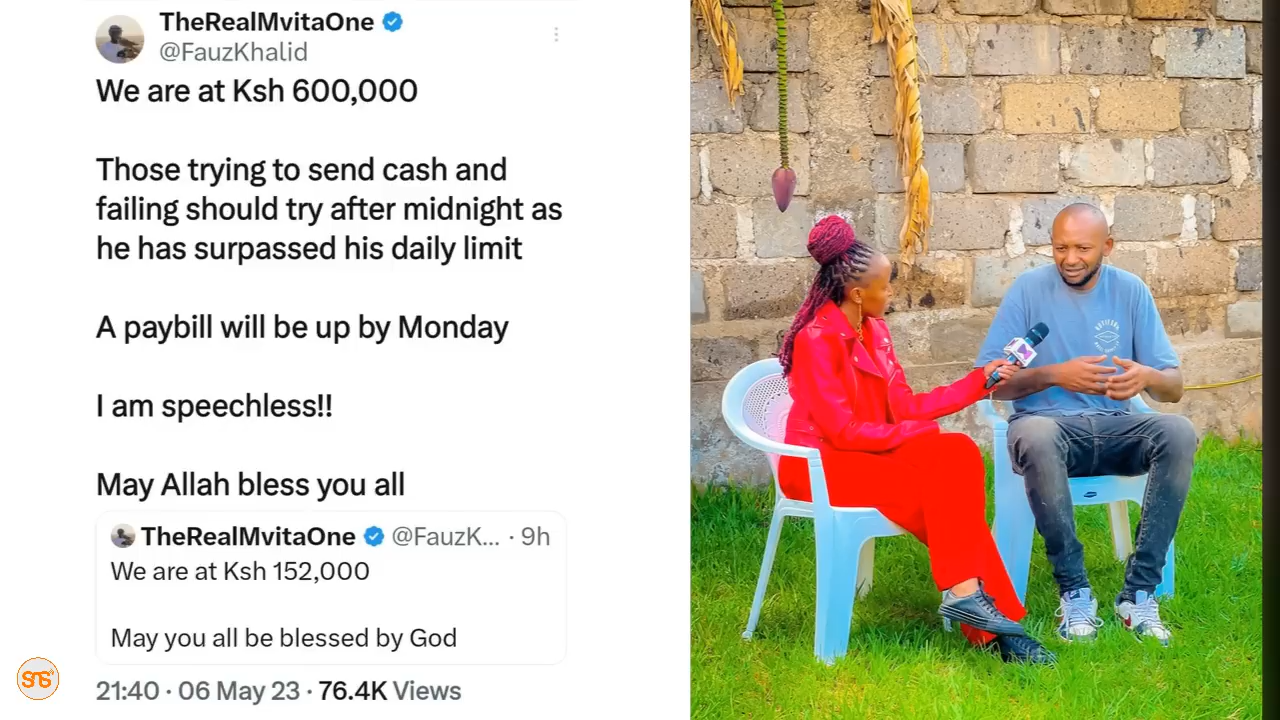 TheRealMvitaOne
@FauzKhalid
We are at Ksh 600,000
Those trying to send cash and
failing should try after midnight as
he has surpassed his daily limit
A paybill will be up by Monday
I am speechless!!
May Allah bless you all
TheRealMvitaOne @FauzK... · 9h
We are at Ksh 152,000
May you all be blessed by God
21:40 · 06 May 23 · 76.4K Views
SNS